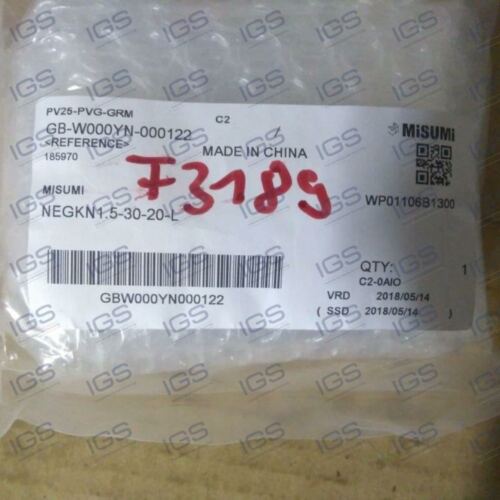 PV25-PVG-GRM
C2
MiSUMi
GB-W000YN-000122
<REFERENCE>
185970
MADE IN CHINA
F3189
MISUMI
NEGKN1.5-30-20-L
WP01106B1300
QTY: 1
C2-0AIO
GBW000YN000122
VRD 2018/05/14
( SSD 2018/05/14 )
IGS